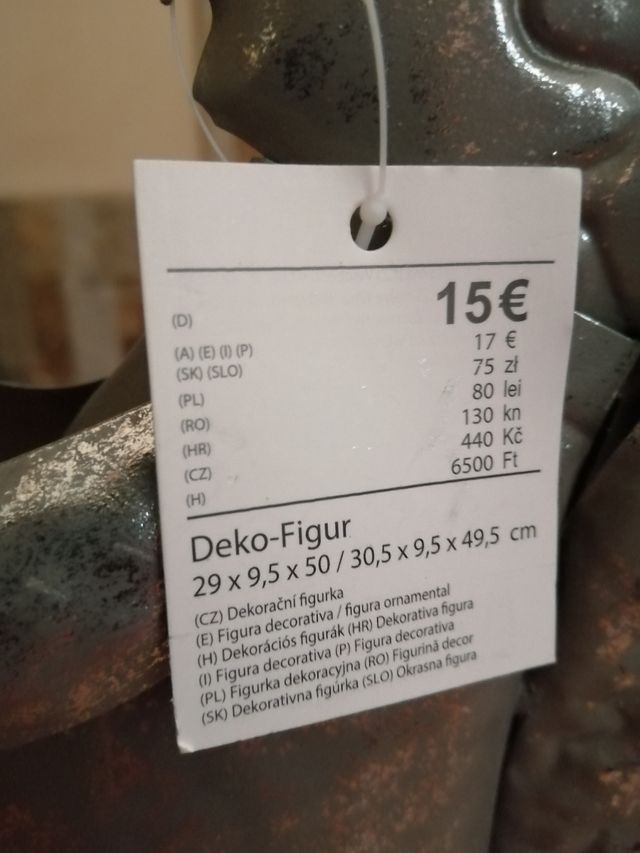 (D) 15€
(A) (E) (I) (P)
(SK) (SLO) 17 €
(PL) 75 zł
(RO) 80 lei
(HR) 130 kn
(CZ) 440 Kč
(H) 6500 Ft
Deko-Figur
29 x 9,5 x 50 / 30,5 x 9,5 x 49,5 cm
(CZ) Dekorační figurka
(E) Figura decorativa / figura ornamental
(H) Dekorációs figurák (HR) Dekorativa figura
(I) Figura decorativa (P) Figura decorativa
(PL) Figurka dekoracyjna (RO) Figurină decor
(SK) Dekorativna figúrka (SLO) Okrasna figura